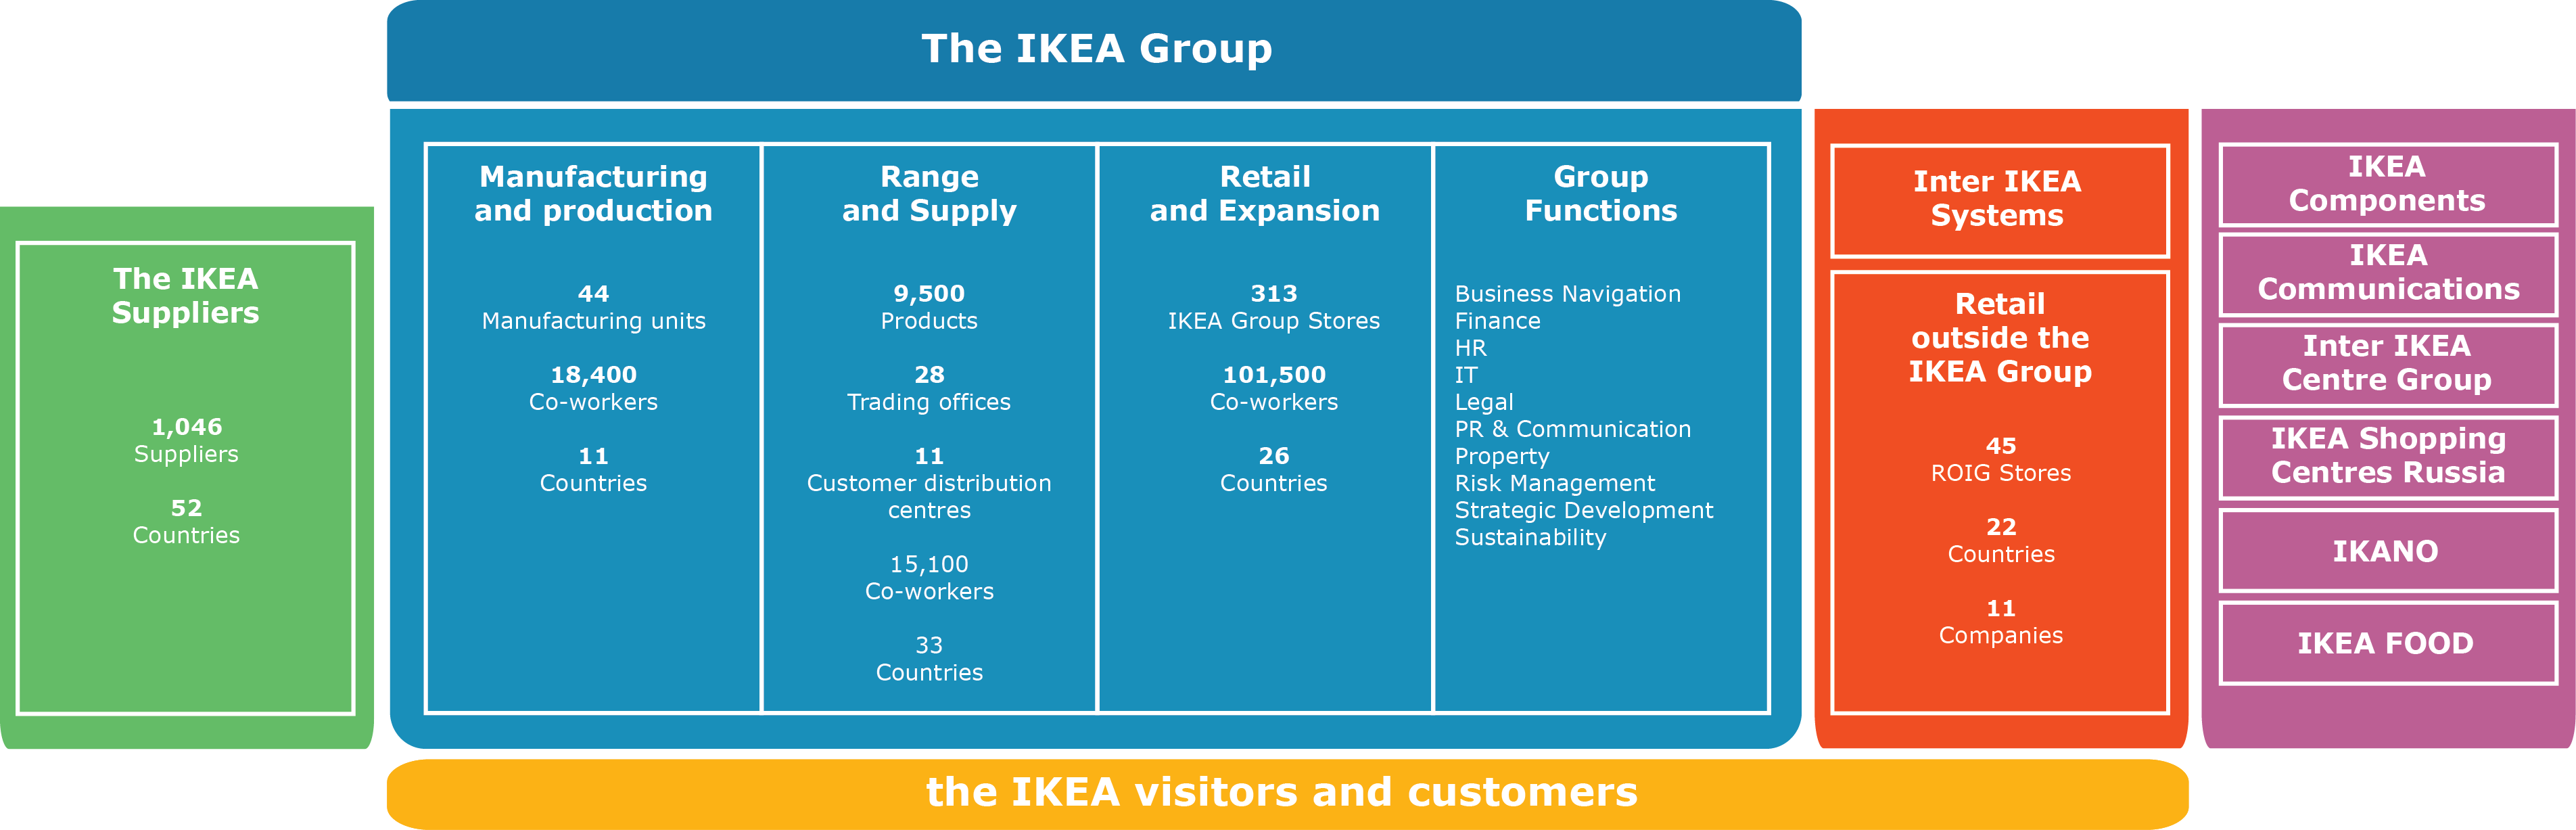 The IKEA Group
The IKEA
Suppliers
1,046
Suppliers
52
Countries
Manufacturing
and production
44
Manufacturing units
18,400
Co-workers
11
Countries
Range
and Supply
9,500
Products
28
Trading offices
11
Customer distribution
centres
15,100
Co-workers
33
Countries
Retail
and Expansion
313
IKEA Group Stores
101,500
Co-workers
26
Countries
Group
Functions
Business Navigation
Finance
HR
IT
Legal
PR & Communication
Property
Risk Management
Strategic Development
Sustainability
Inter IKEA
Systems
Retail
outside the
IKEA Group
45
ROIG Stores
22
Countries
11
Companies
IKEA
Components
IKEA
Communications
Inter IKEA
Centre Group
IKEA Shopping
Centres Russia
IKANO
IKEA FOOD
the IKEA visitors and customers